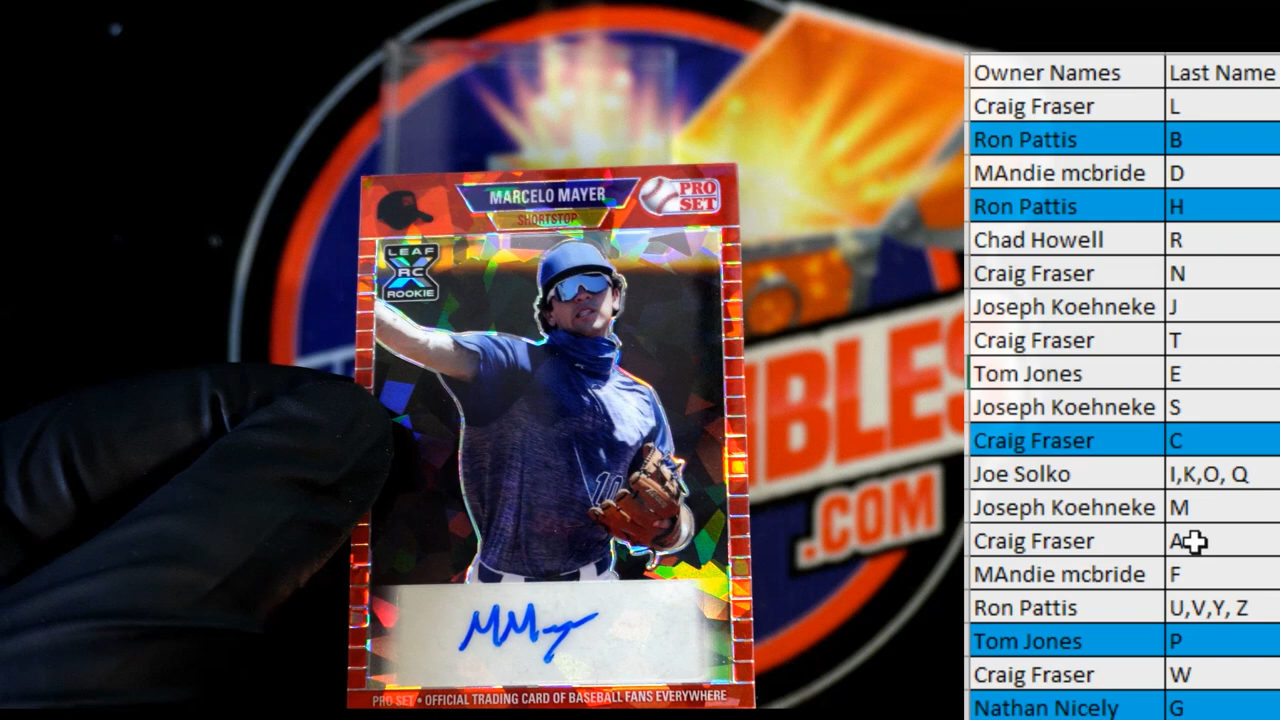 MARCELO MAYER
SHORTSTOP
PRO
SET
LEAF
X
RC
ROOKIE
10
MMayer
PRO SET • OFFICIAL TRADING CARD OF BASEBALL FANS EVERYWHERE
IBLES
.COM
Owner Names Last Name
Craig Fraser L
Ron Pattis B
MAndie mcbride D
Ron Pattis H
Chad Howell R
Craig Fraser N
Joseph Koehneke J
Craig Fraser T
Tom Jones E
Joseph Koehneke S
Craig Fraser C
Joe Solko I,K,O, Q
Joseph Koehneke M
Craig Fraser A
MAndie mcbride F
Ron Pattis U,V,Y, Z
Tom Jones P
Craig Fraser W
Nathan Nicely G